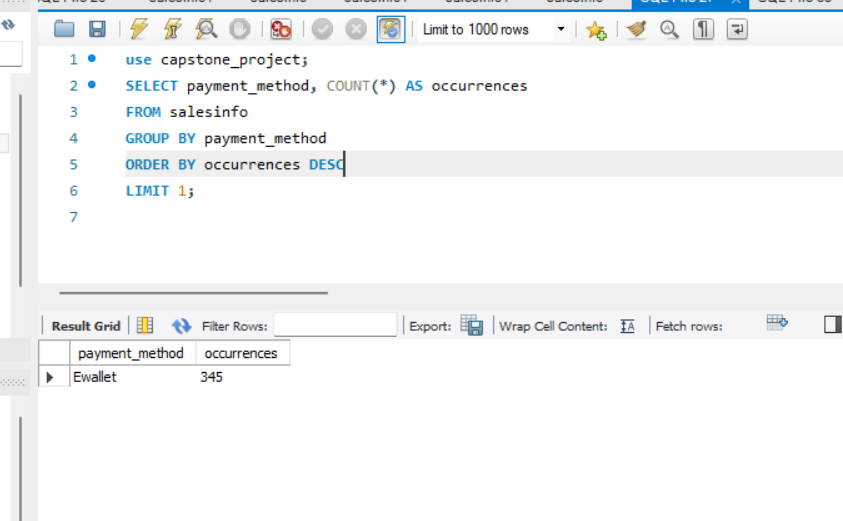 Limit to 1000 rows
1 use capstone_project;
2 SELECT payment_method, COUNT(*) AS occurrences
3 FROM salesinfo
4 GROUP BY payment_method
5 ORDER BY occurrences DESC
6 LIMIT 1;
7
Result Grid Filter Rows: Export: Wrap Cell Content: Fetch rows:
payment_method occurrences
Ewallet 345